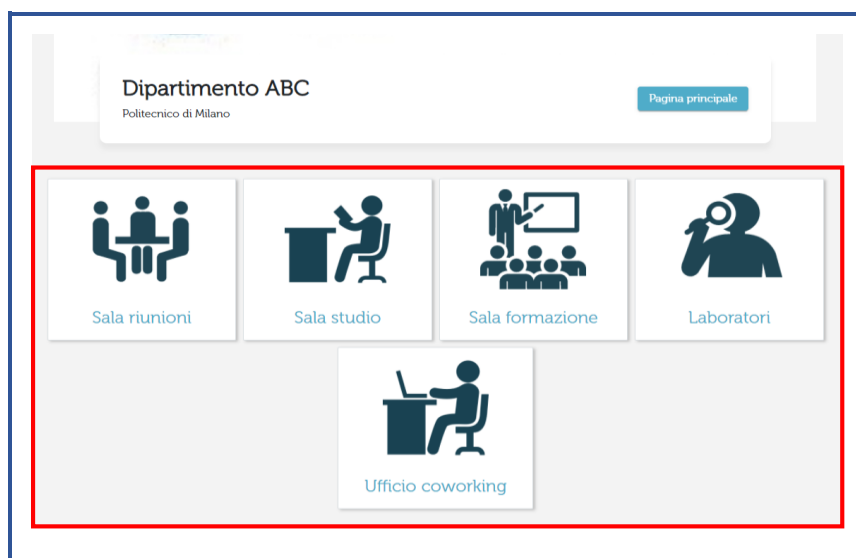 Dipartimento ABC
Politecnico di Milano
Pagina principale
Sala riunioni
Sala studio
Sala formazione
Laboratori
Ufficio coworking